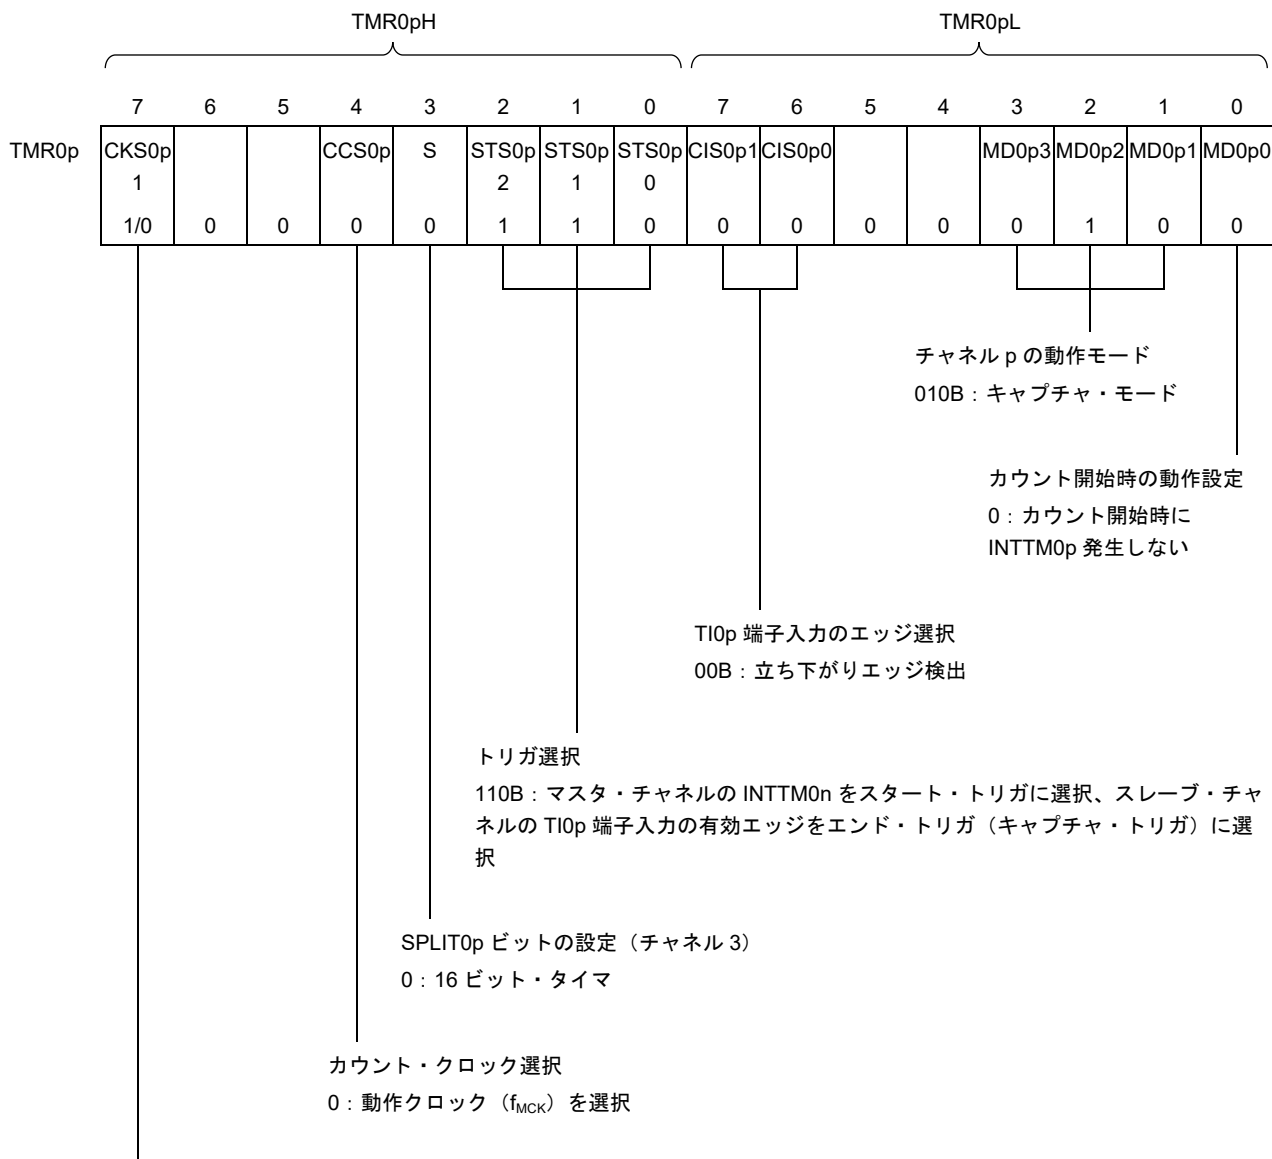 TMR0pH TMR0pL
7 6 5 4 3 2 1 0 7 6 5 4 3 2 1 0
TMR0p CKS0p1 CCS0p S STS0p2 STS0p1 STS0p0 CIS0p1 CIS0p0 MD0p3 MD0p2 MD0p1 MD0p0
1/0 0 0 0 0 1 1 0 0 0 0 0 0 1 0 0
チャネル p の動作モード
010B：キャプチャ・モード
カウント開始時の動作設定
0：カウント開始時に
INTTM0p 発生しない
TI0p 端子入力のエッジ選択
00B：立ち下がりエッジ検出
トリガ選択
110B：マスタ・チャネルの INTTM0n をスタート・トリガに選択、スレーブ・チャ
ネルの TI0p 端子入力の有効エッジをエンド・トリガ（キャプチャ・トリガ）に選
択
SPLIT0p ビットの設定（チャネル 3）
0：16 ビット・タイマ
カウント・クロック選択
0：動作クロック（fMCK）を選択